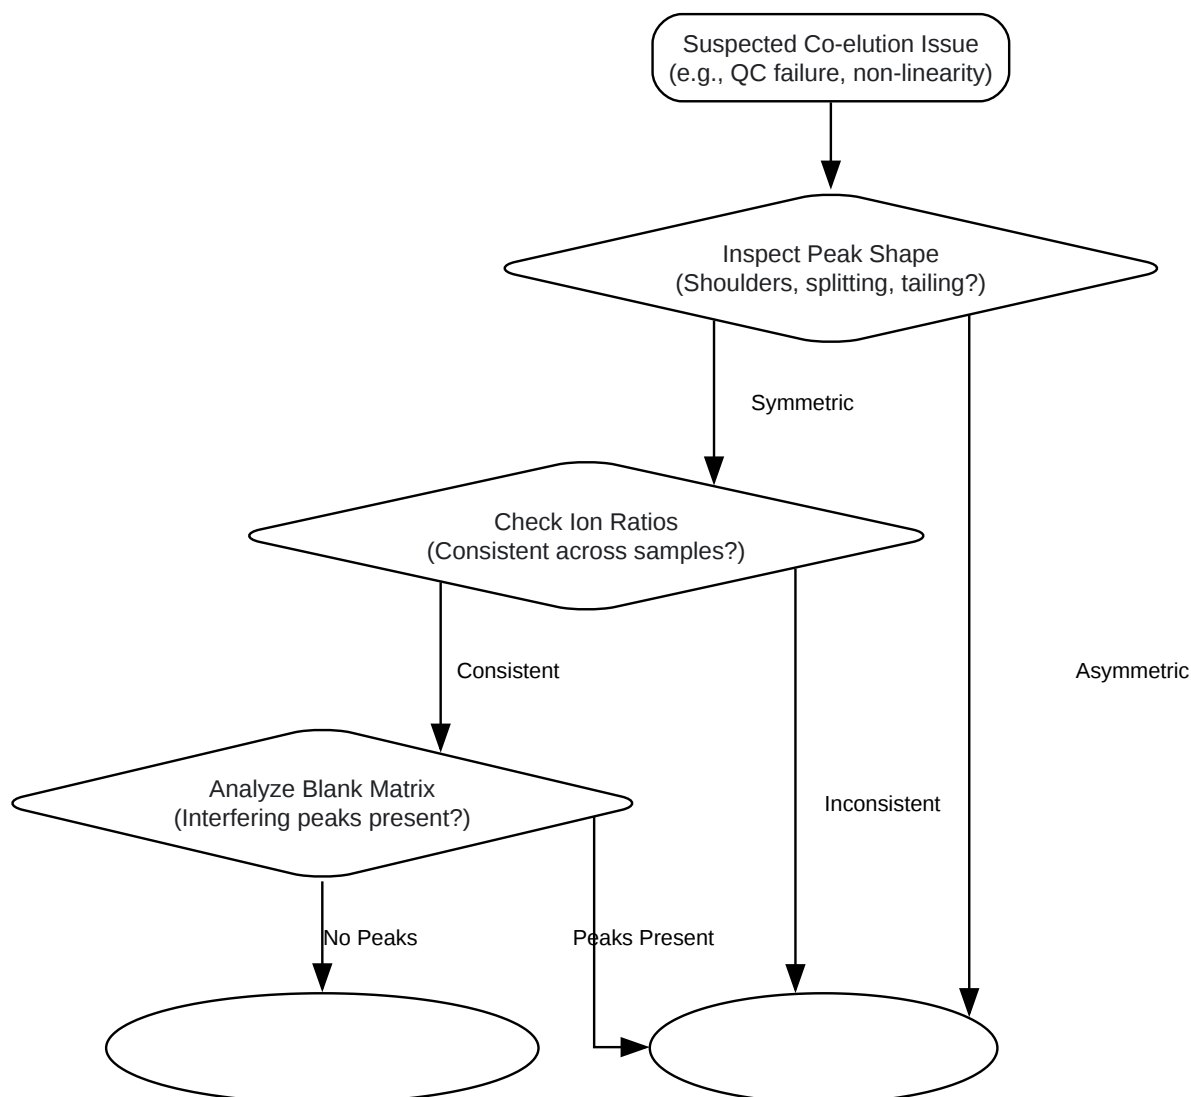 Suspected Co-elution Issue
(e.g., QC failure, non-linearity)
Inspect Peak Shape
(Shoulders, splitting, tailing?)
Symmetric
Check Ion Ratios
(Consistent across samples?)
Consistent
Asymmetric
Analyze Blank Matrix
(Interfering peaks present?)
Inconsistent
No Peaks
Peaks Present